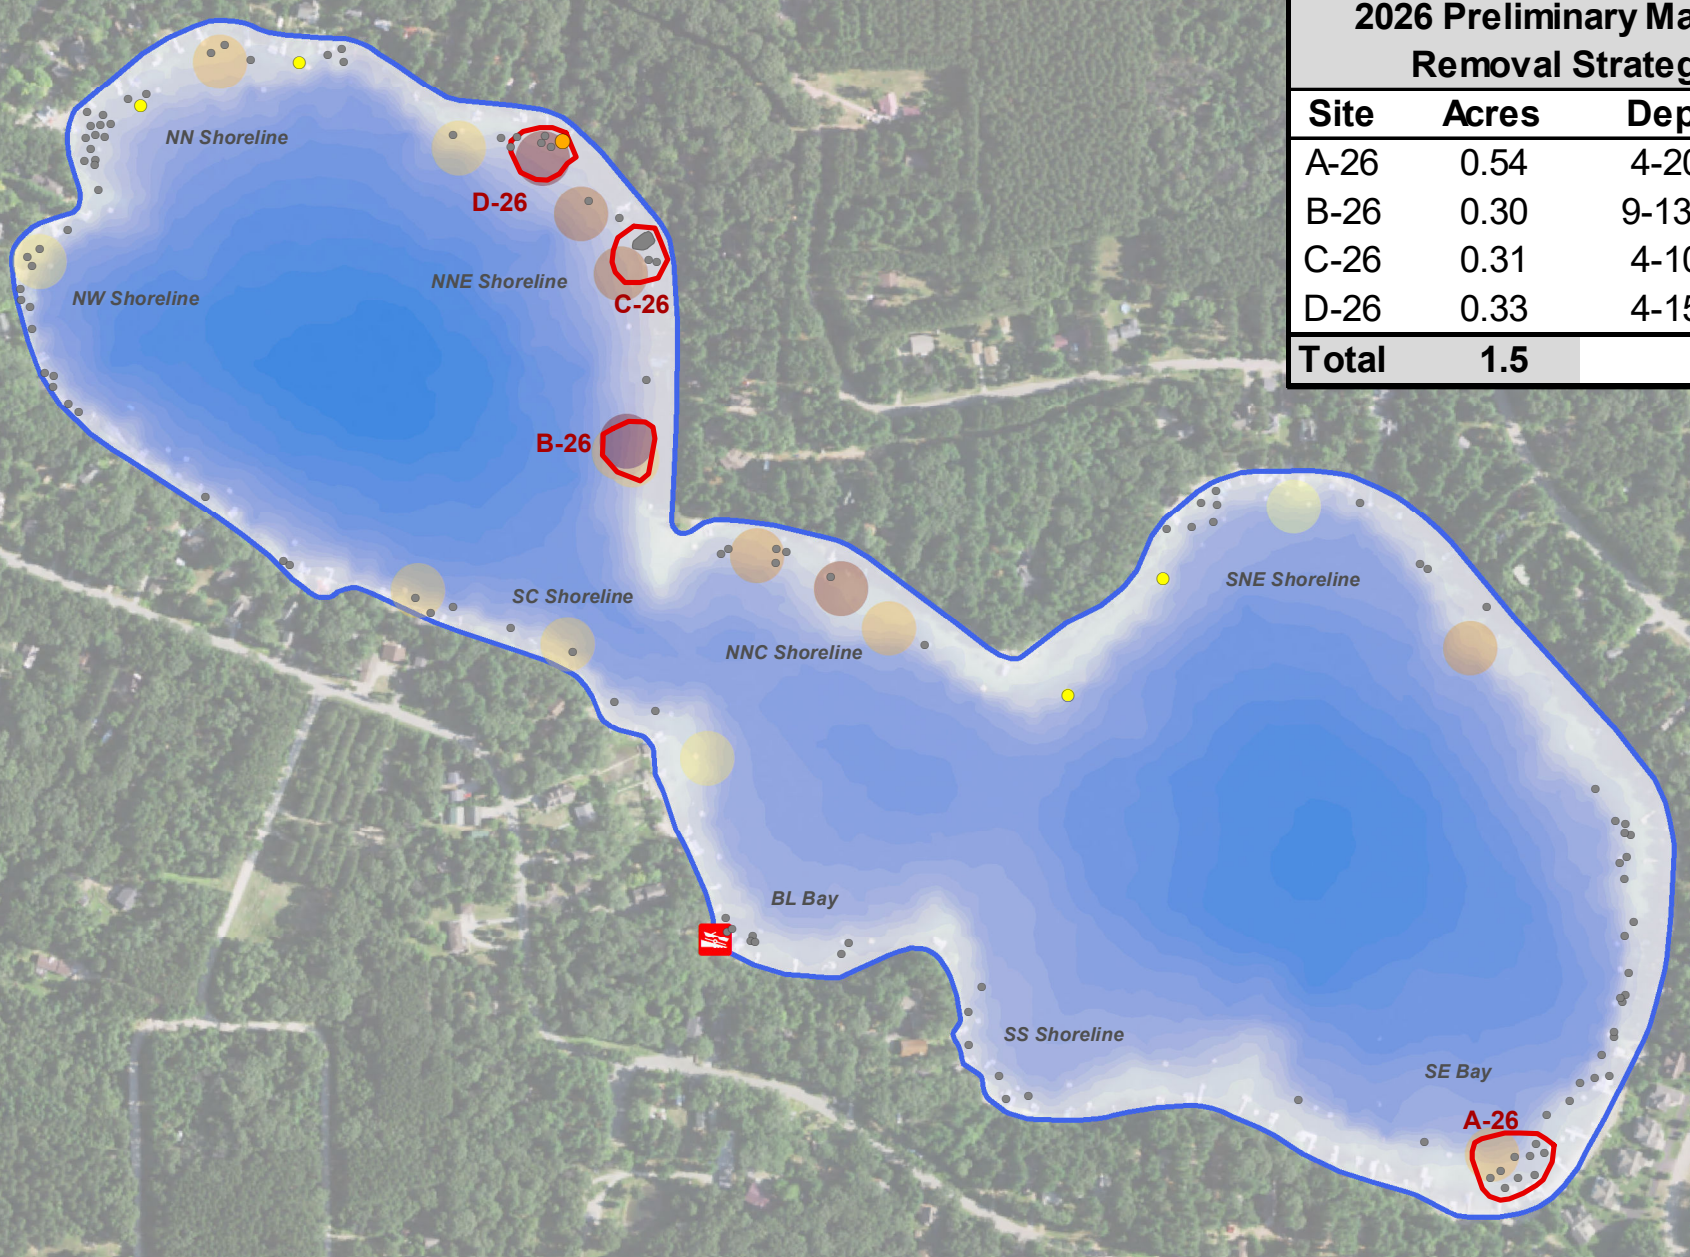 2026 Preliminary Ma
Removal Strateg
Site Acres Dep
A-26 0.54 4-20
B-26 0.30 9-13
C-26 0.31 4-10
D-26 0.33 4-15
Total 1.5
NN Shoreline
D-26
NNE Shoreline
NW Shoreline
C-26
B-26
SC Shoreline
SNE Shoreline
NNC Shoreline
BL Bay
SS Shoreline
SE Bay
A-26